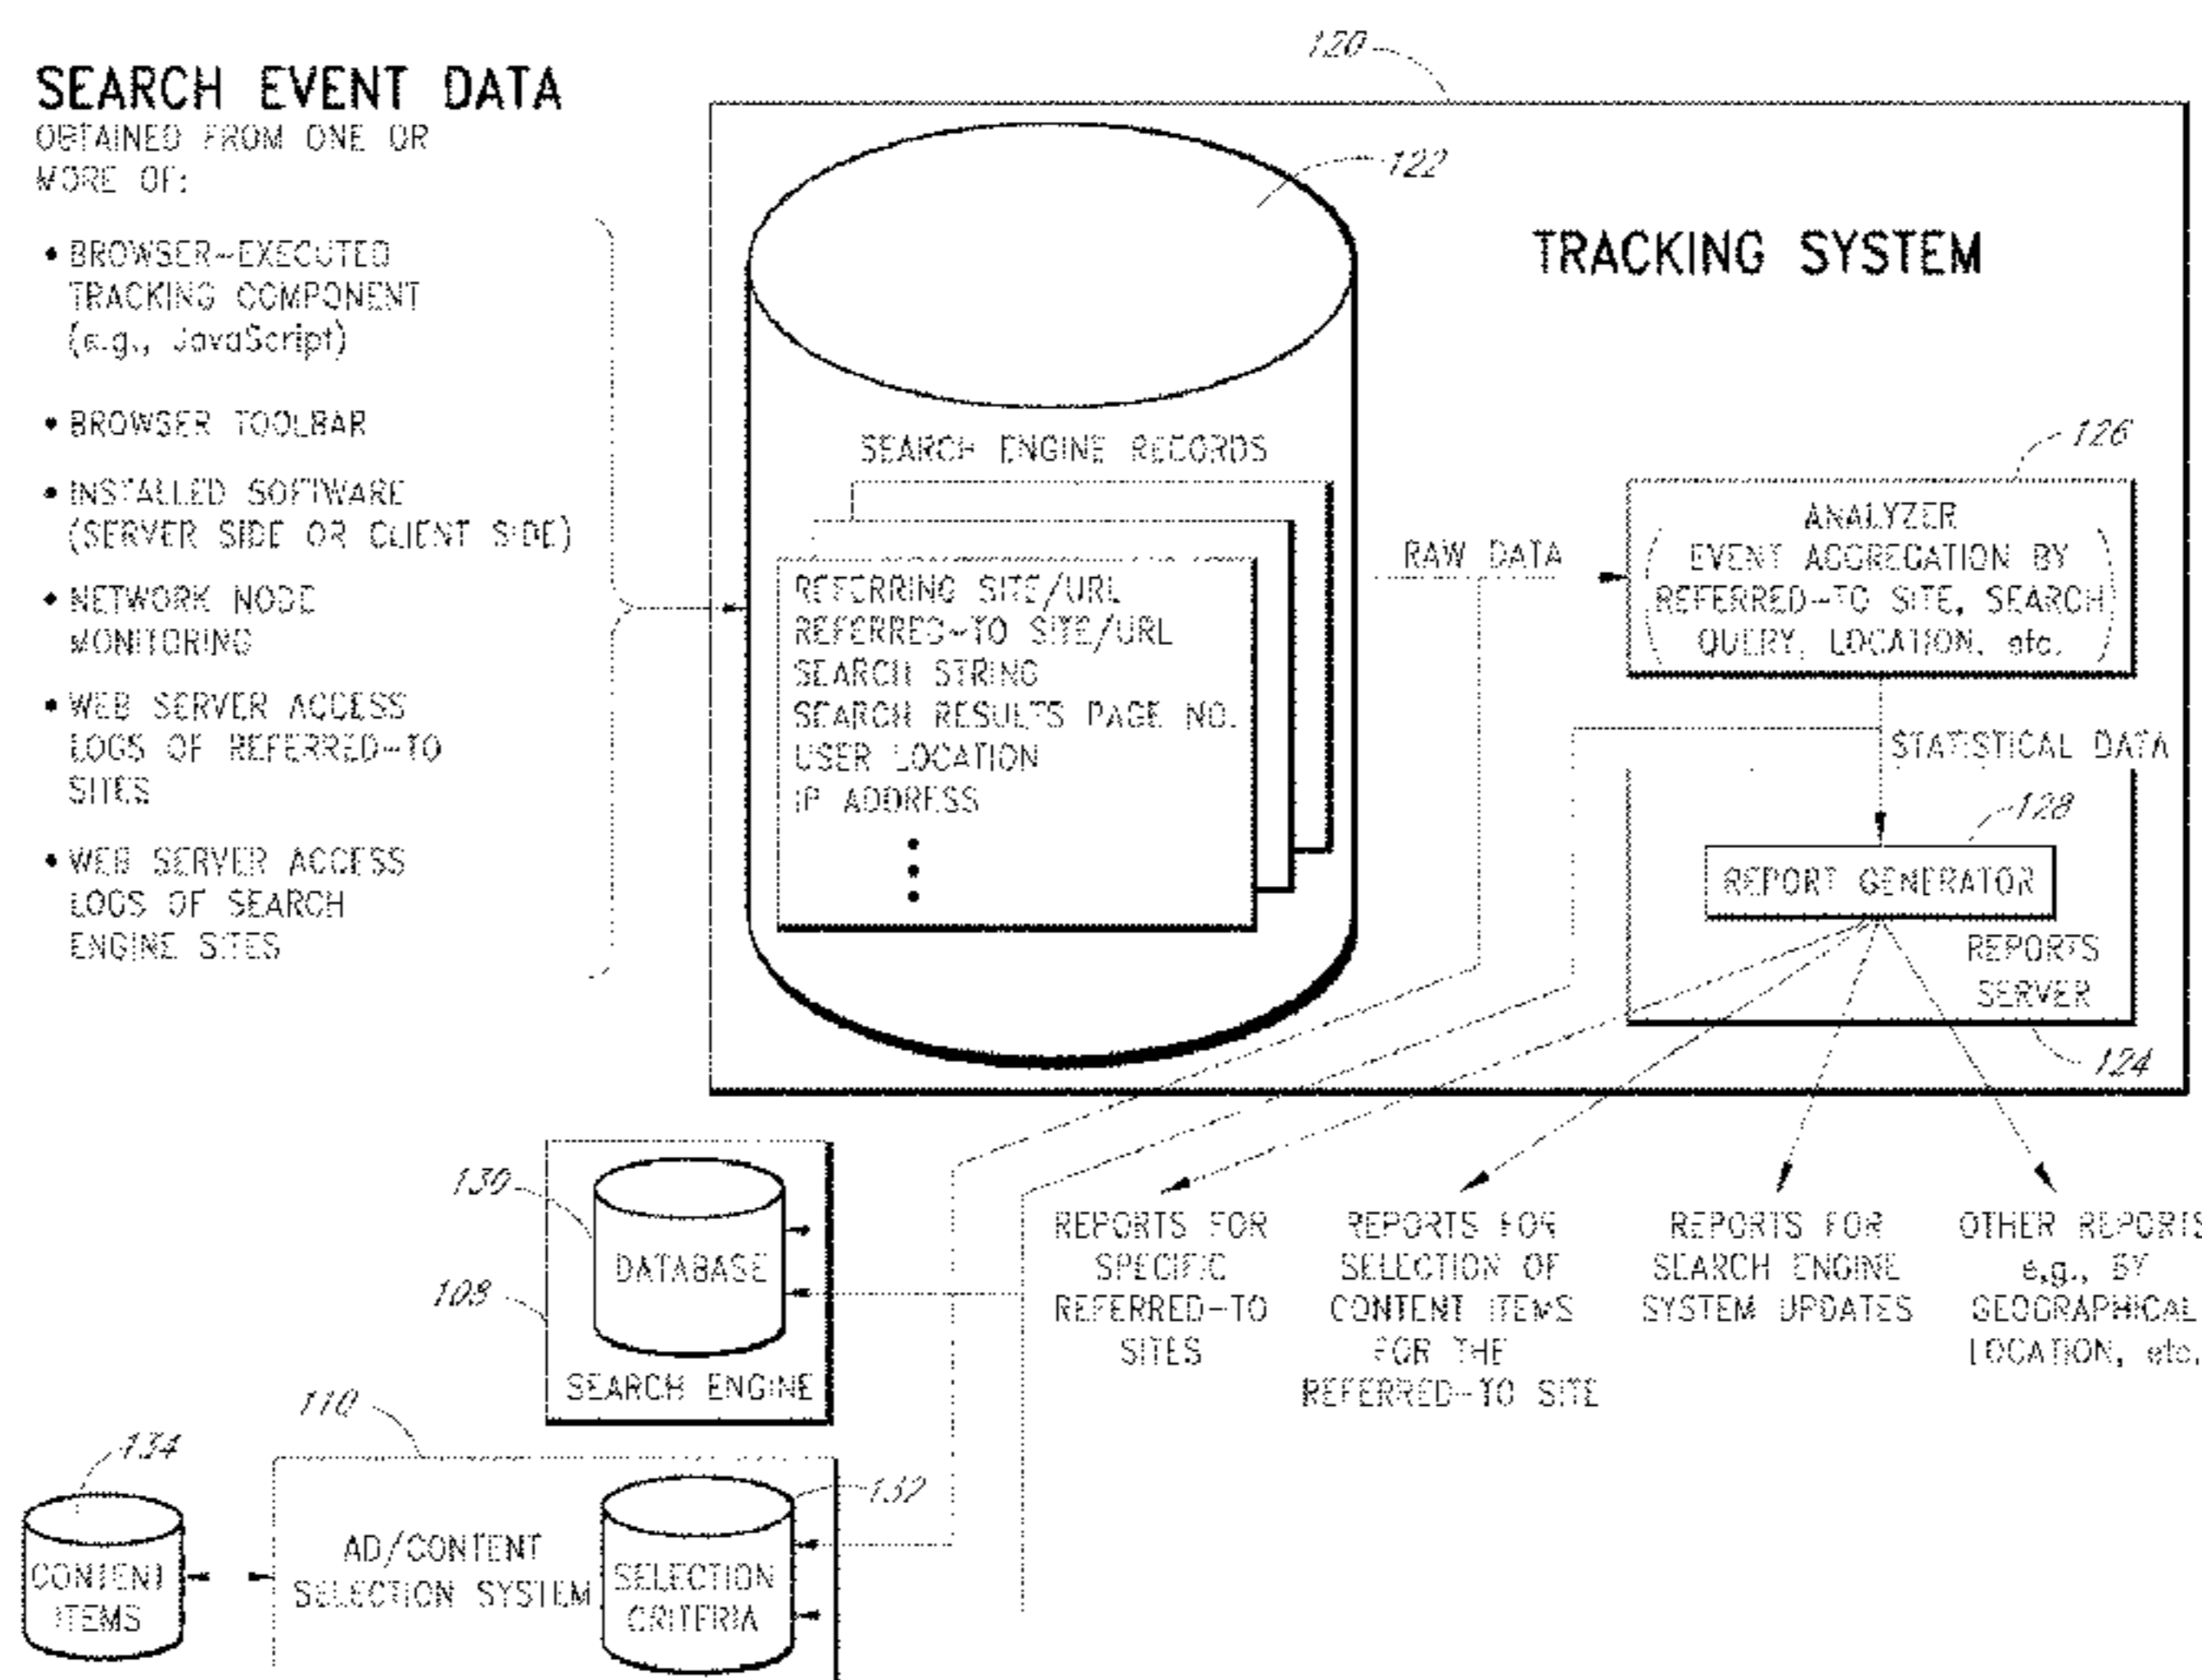 120
SEARCH EVENT DATA
OBTAINED FROM ONE OR
MORE OF:
• BROWSER-EXECUTED
TRACKING COMPONENT
(e.g., JavaScript)
• BROWSER TOOLBAR
• INSTALLED SOFTWARE
(SERVER SIDE OR CLIENT SIDE)
• NETWORK NODE
MONITORING
• WEB SERVER ACCESS
LOGS OF REFERRED-TO
SITES
• WEB SERVER ACCESS
LOGS OF SEARCH
ENGINE SITES
122
TRACKING SYSTEM
SEARCH ENGINE RECORDS
REFERRING SITE/URL
REFERRED-TO SITE/URL
SEARCH STRING
SEARCH RESULTS PAGE NO.
USER LOCATION
IP ADDRESS
RAW DATA
126
ANALYZER
EVENT AGGREGATION BY
REFERRED-TO SITE, SEARCH
QUERY, LOCATION, etc.
STATISTICAL DATA
128
REPORT GENERATOR
REPORTS
SERVER
124
130
DATABASE
108
SEARCH ENGINE
REPORTS FOR
SPECIFIC
REFERRED-TO
SITES
REPORTS FOR
SELECTION OF
CONTENT ITEMS
FOR THE
REFERRED-TO SITE
REPORTS FOR
SEARCH ENGINE
SYSTEM UPDATES
OTHER REPORTS
e.g., BY
GEOGRAPHICAL
LOCATION, etc.
110
134
CONTENT
ITEMS
AD/CONTENT
SELECTION SYSTEM
132
SELECTION
CRITERIA